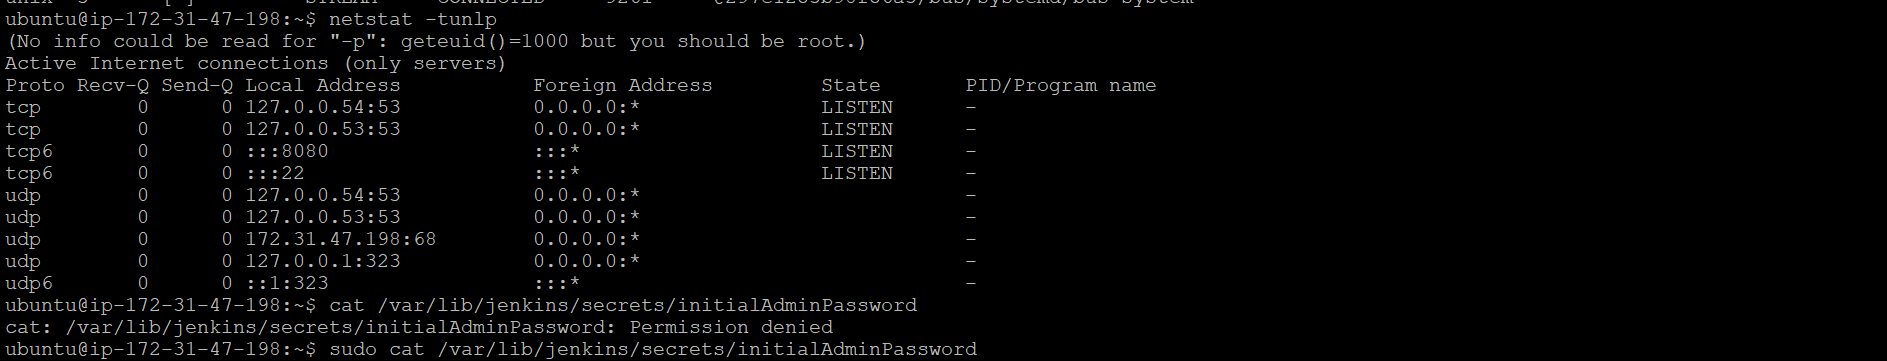 ubuntu@ip-172-31-47-198:~$ netstat -tunlp
(No info could be read for "-p": geteuid()=1000 but you should be root.)
Active Internet connections (only servers)
Proto Recv-Q Send-Q Local Address           Foreign Address         State       PID/Program name
tcp        0      0 127.0.0.54:53           0.0.0.0:*               LISTEN      -
tcp        0      0 127.0.0.53:53           0.0.0.0:*               LISTEN      -
tcp6       0      0 :::8080                 :::*                    LISTEN      -
tcp6       0      0 :::22                   :::*                    LISTEN      -
udp        0      0 127.0.0.54:53           0.0.0.0:*                           -
udp        0      0 127.0.0.53:53           0.0.0.0:*                           -
udp        0      0 172.31.47.198:68        0.0.0.0:*                           -
udp        0      0 127.0.0.1:323           0.0.0.0:*                           -
udp6       0      0 ::1:323                 :::*                                -
ubuntu@ip-172-31-47-198:~$ cat /var/lib/jenkins/secrets/initialAdminPassword
cat: /var/lib/jenkins/secrets/initialAdminPassword: Permission denied
ubuntu@ip-172-31-47-198:~$ sudo cat /var/lib/jenkins/secrets/initialAdminPassword